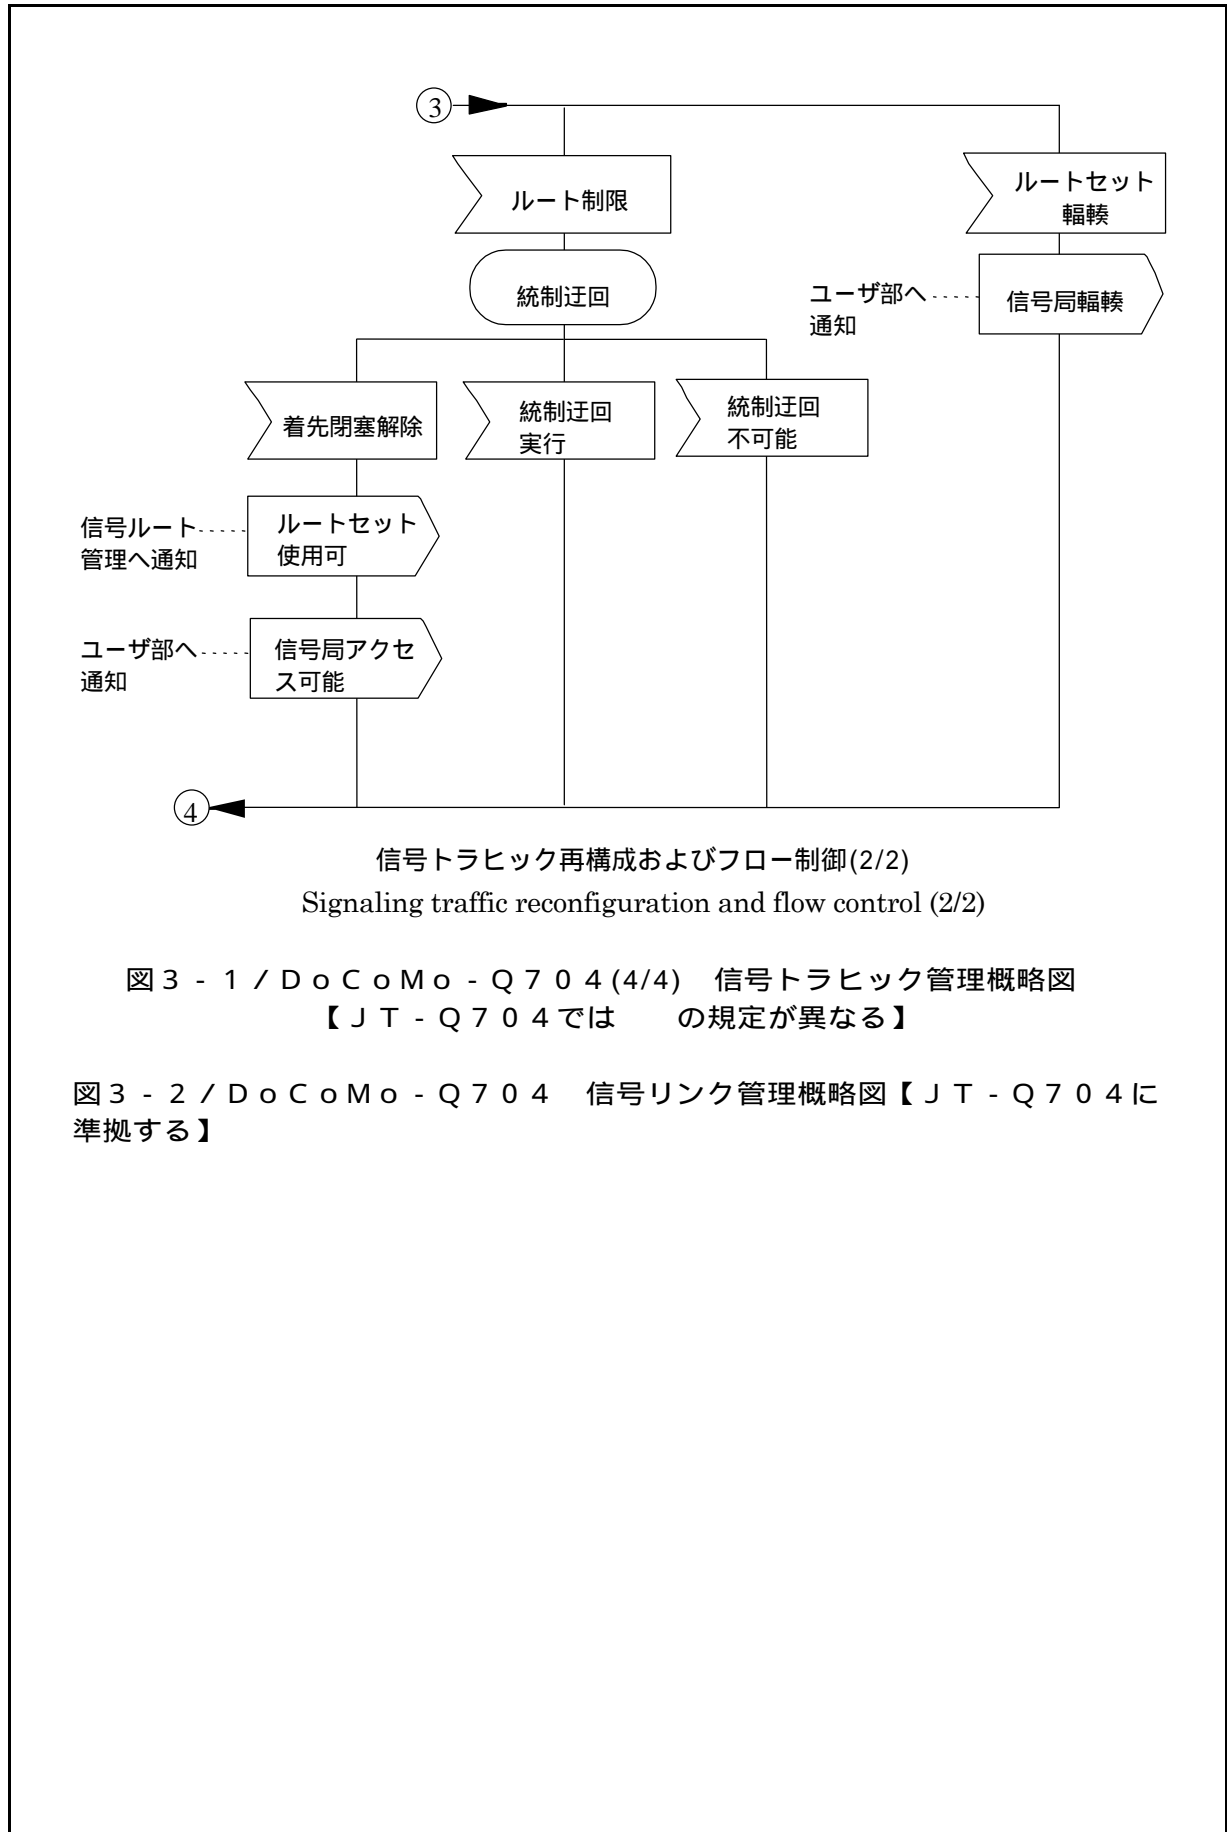 3
ルート制限
ルートセット
輻輳
統制迂回
ユーザ部へ
通知
信号局輻輳
着先閉塞解除
統制迂回
実行
統制迂回
不可能
信号ルート
管理へ通知
ルートセット
使用可
ユーザ部へ
通知
信号局アクセ
ス可能
4
信号トラヒック再構成およびフロー制御(2/2)
Signaling traffic reconfiguration and flow control (2/2)
図３-１／ＤｏＣｏＭｏ-Ｑ７０４(4/4)　信号トラヒック管理概略図
【ＪＴ-Ｑ７０４では　　の規定が異なる】
図３-２／ＤｏＣｏＭｏ-Ｑ７０４　信号リンク管理概略図【ＪＴ-Ｑ７０４に
準拠する】